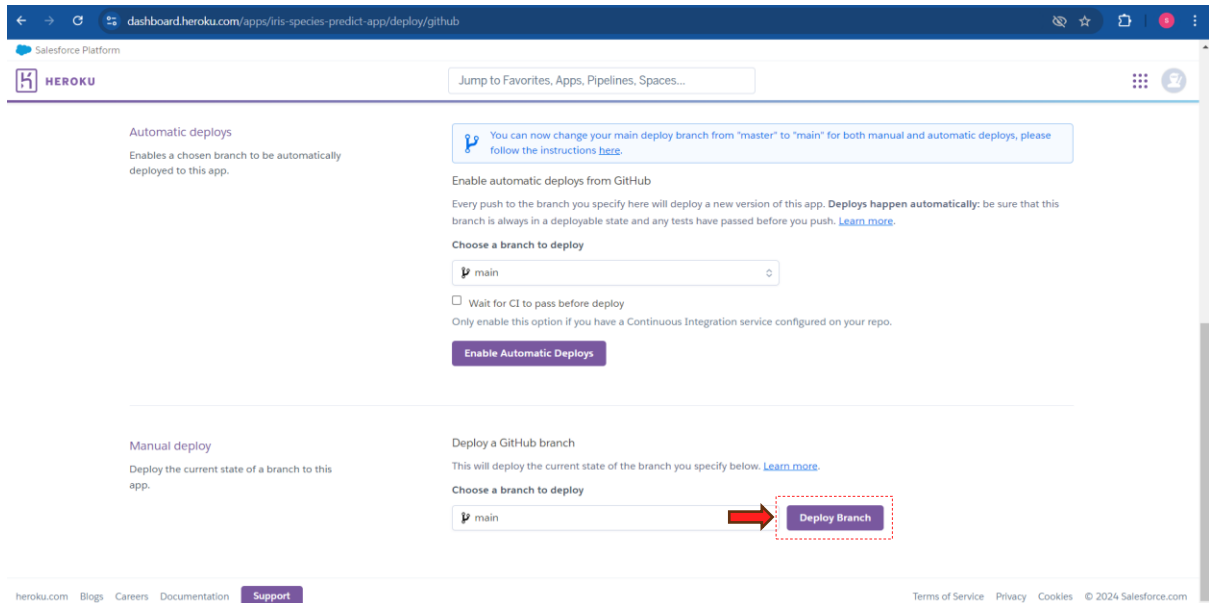 dashboard.heroku.com/apps/iris-species-predict-app/deploy/github
S
Salesforce Platform
HEROKU
Jump to Favorites, Apps, Pipelines, Spaces...
Automatic deploys
Enables a chosen branch to be automatically
deployed to this app.
You can now change your main deploy branch from "master" to "main" for both manual and automatic deploys, please
follow the instructions here.
Enable automatic deploys from GitHub
Every push to the branch you specify here will deploy a new version of this app. Deploys happen automatically: be sure that this
branch is always in a deployable state and any tests have passed before you push. Learn more.
Choose a branch to deploy
main
Wait for CI to pass before deploy
Only enable this option if you have a Continuous Integration service configured on your repo.
Enable Automatic Deploys
Manual deploy
Deploy the current state of a branch to this
app.
Deploy a GitHub branch
This will deploy the current state of the branch you specify below. Learn more.
Choose a branch to deploy
main
Deploy Branch
heroku.com Blogs Careers Documentation Support
Terms of Service Privacy Cookies © 2024 Salesforce.com